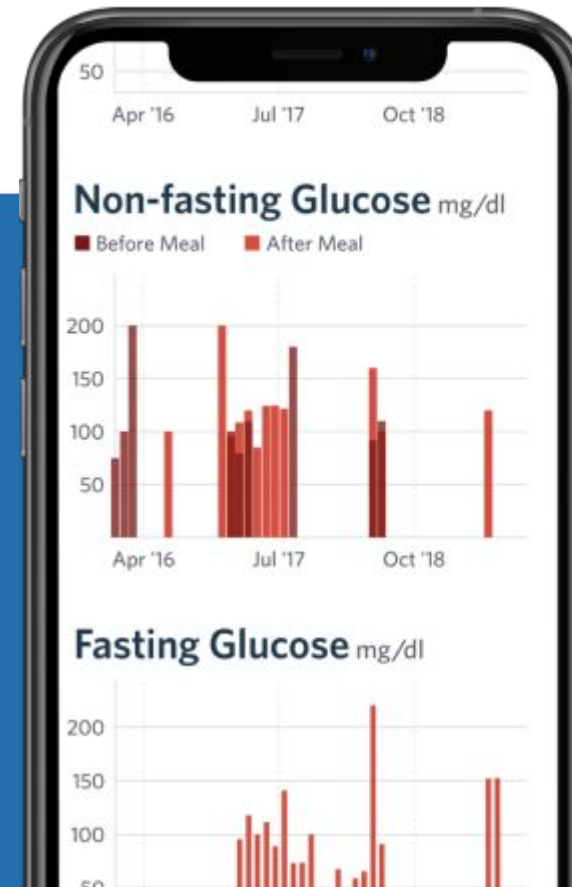 50
Apr '16 Jul '17 Oct '18
Non-fasting Glucose mg/dl
Before Meal After Meal
200
150
100
50
Apr '16 Jul '17 Oct '18
Fasting Glucose mg/dl
200
150
100
50